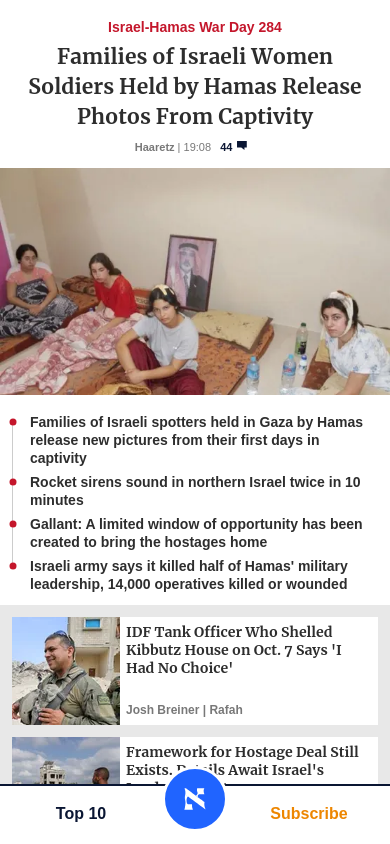 Israel-Hamas War Day 284
Families of Israeli Women
Soldiers Held by Hamas Release
Photos From Captivity
Haaretz | 19:08 44
Families of Israeli spotters held in Gaza by Hamas
release new pictures from their first days in
captivity
Rocket sirens sound in northern Israel twice in 10
minutes
Gallant: A limited window of opportunity has been
created to bring the hostages home
Israeli army says it killed half of Hamas' military
leadership, 14,000 operatives killed or wounded
IDF Tank Officer Who Shelled
Kibbutz House on Oct. 7 Says 'I
Had No Choice'
Josh Breiner | Rafah
Framework for Hostage Deal Still
Exists. Details Await Israel's
Top 10
Subscribe